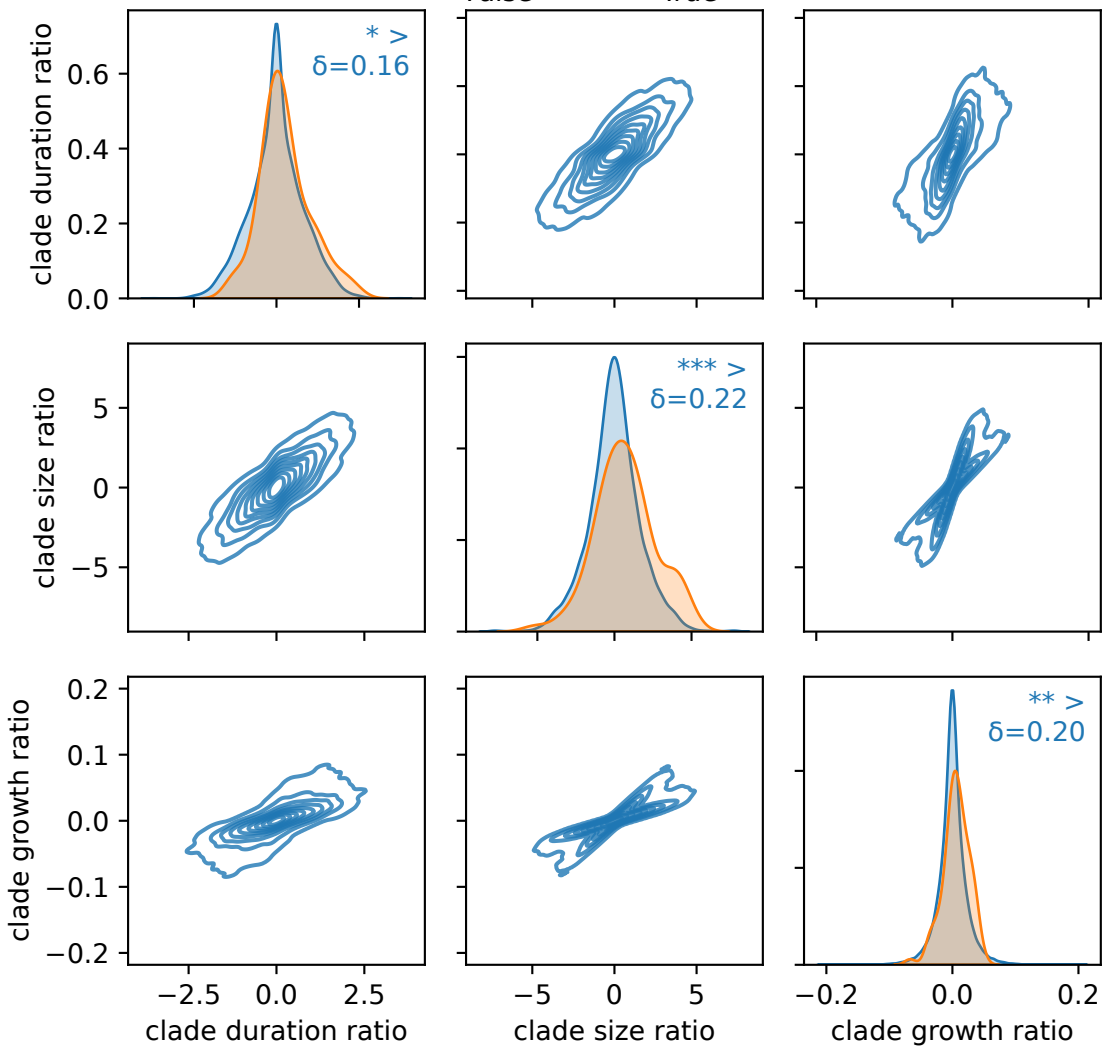 clade duration ratio
0.6
0.4
0.2
0.0
* >
δ=0.16
clade size ratio
5
0
−5
*** >
δ=0.22
clade growth ratio
0.2
0.1
0.0
−0.1
−0.2
** >
δ=0.20
−2.5 0.0 2.5
clade duration ratio
−5 0 5
clade size ratio
−0.2 0.0 0.2
clade growth ratio